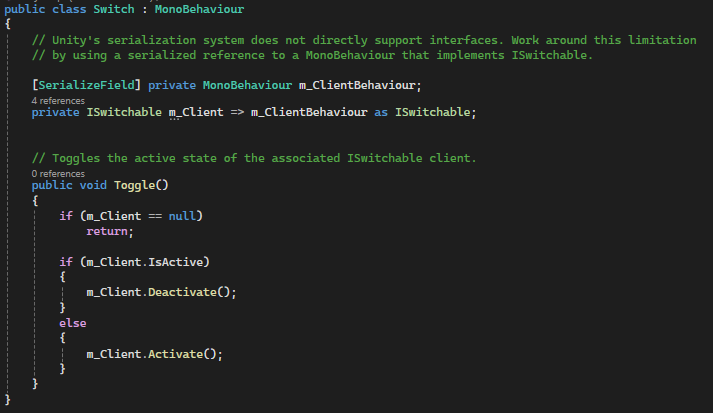 public class Switch : MonoBehaviour
{
// Unity's serialization system does not directly support interfaces. Work around this limitation
// by using a serialized reference to a MonoBehaviour that implements ISwitchable.
[SerializeField] private MonoBehaviour m_ClientBehaviour;
4 references
private ISwitchable m_Client => m_ClientBehaviour as ISwitchable;
// Toggles the active state of the associated ISwitchable client.
0 references
public void Toggle()
{
if (m_Client == null)
return;
if (m_Client.IsActive)
{
m_Client.Deactivate();
}
else
{
m_Client.Activate();
}
}
}